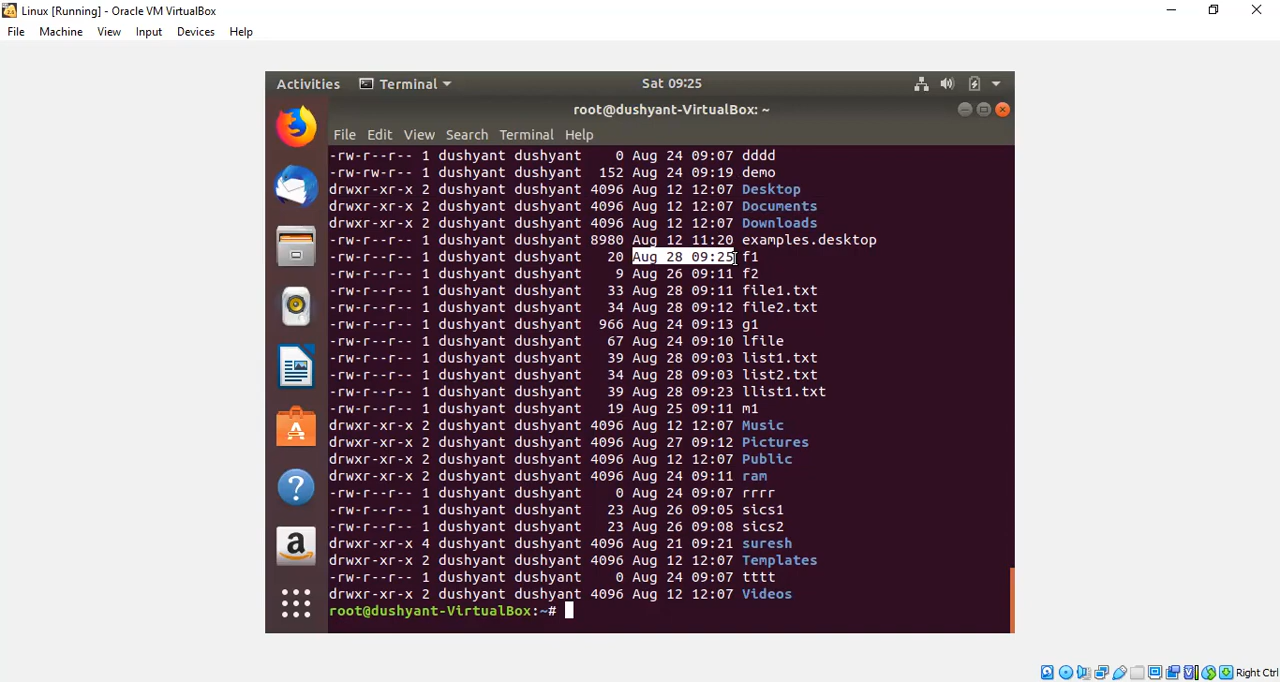 Linux [Running] - Oracle VM VirtualBox
File Machine View Input Devices Help
Activities Terminal Sat 09:25
root@dushyant-VirtualBox: ~
File Edit View Search Terminal Help
-rw-r--r-- 1 dushyant dushyant 0 Aug 24 09:07 dddd
-rw-rw-r-- 1 dushyant dushyant 152 Aug 24 09:19 demo
drwxr-xr-x 2 dushyant dushyant 4096 Aug 12 12:07 Desktop
drwxr-xr-x 2 dushyant dushyant 4096 Aug 12 12:07 Documents
drwxr-xr-x 2 dushyant dushyant 4096 Aug 12 12:07 Downloads
-rw-r--r-- 1 dushyant dushyant 8980 Aug 12 11:20 examples.desktop
-rw-r--r-- 1 dushyant dushyant 20 Aug 28 09:25 f1
-rw-r--r-- 1 dushyant dushyant 9 Aug 26 09:11 f2
-rw-r--r-- 1 dushyant dushyant 33 Aug 28 09:11 file1.txt
-rw-r--r-- 1 dushyant dushyant 34 Aug 28 09:12 file2.txt
-rw-r--r-- 1 dushyant dushyant 966 Aug 24 09:13 g1
-rw-r--r-- 1 dushyant dushyant 67 Aug 24 09:10 lfile
-rw-r--r-- 1 dushyant dushyant 39 Aug 28 09:03 list1.txt
-rw-r--r-- 1 dushyant dushyant 34 Aug 28 09:03 list2.txt
-rw-r--r-- 1 dushyant dushyant 39 Aug 28 09:23 llist1.txt
-rw-r--r-- 1 dushyant dushyant 19 Aug 25 09:11 m1
drwxr-xr-x 2 dushyant dushyant 4096 Aug 12 12:07 Music
drwxr-xr-x 2 dushyant dushyant 4096 Aug 27 09:12 Pictures
drwxr-xr-x 2 dushyant dushyant 4096 Aug 12 12:07 Public
drwxr-xr-x 2 dushyant dushyant 4096 Aug 24 09:11 ram
-rw-r--r-- 1 dushyant dushyant 0 Aug 24 09:07 rrrr
-rw-r--r-- 1 dushyant dushyant 23 Aug 26 09:05 sics1
-rw-r--r-- 1 dushyant dushyant 23 Aug 26 09:08 sics2
drwxr-xr-x 4 dushyant dushyant 4096 Aug 21 09:21 suresh
drwxr-xr-x 2 dushyant dushyant 4096 Aug 12 12:07 Templates
-rw-r--r-- 1 dushyant dushyant 0 Aug 24 09:07 tttt
drwxr-xr-x 2 dushyant dushyant 4096 Aug 12 12:07 Videos
root@dushyant-VirtualBox:~#
Right Ctrl